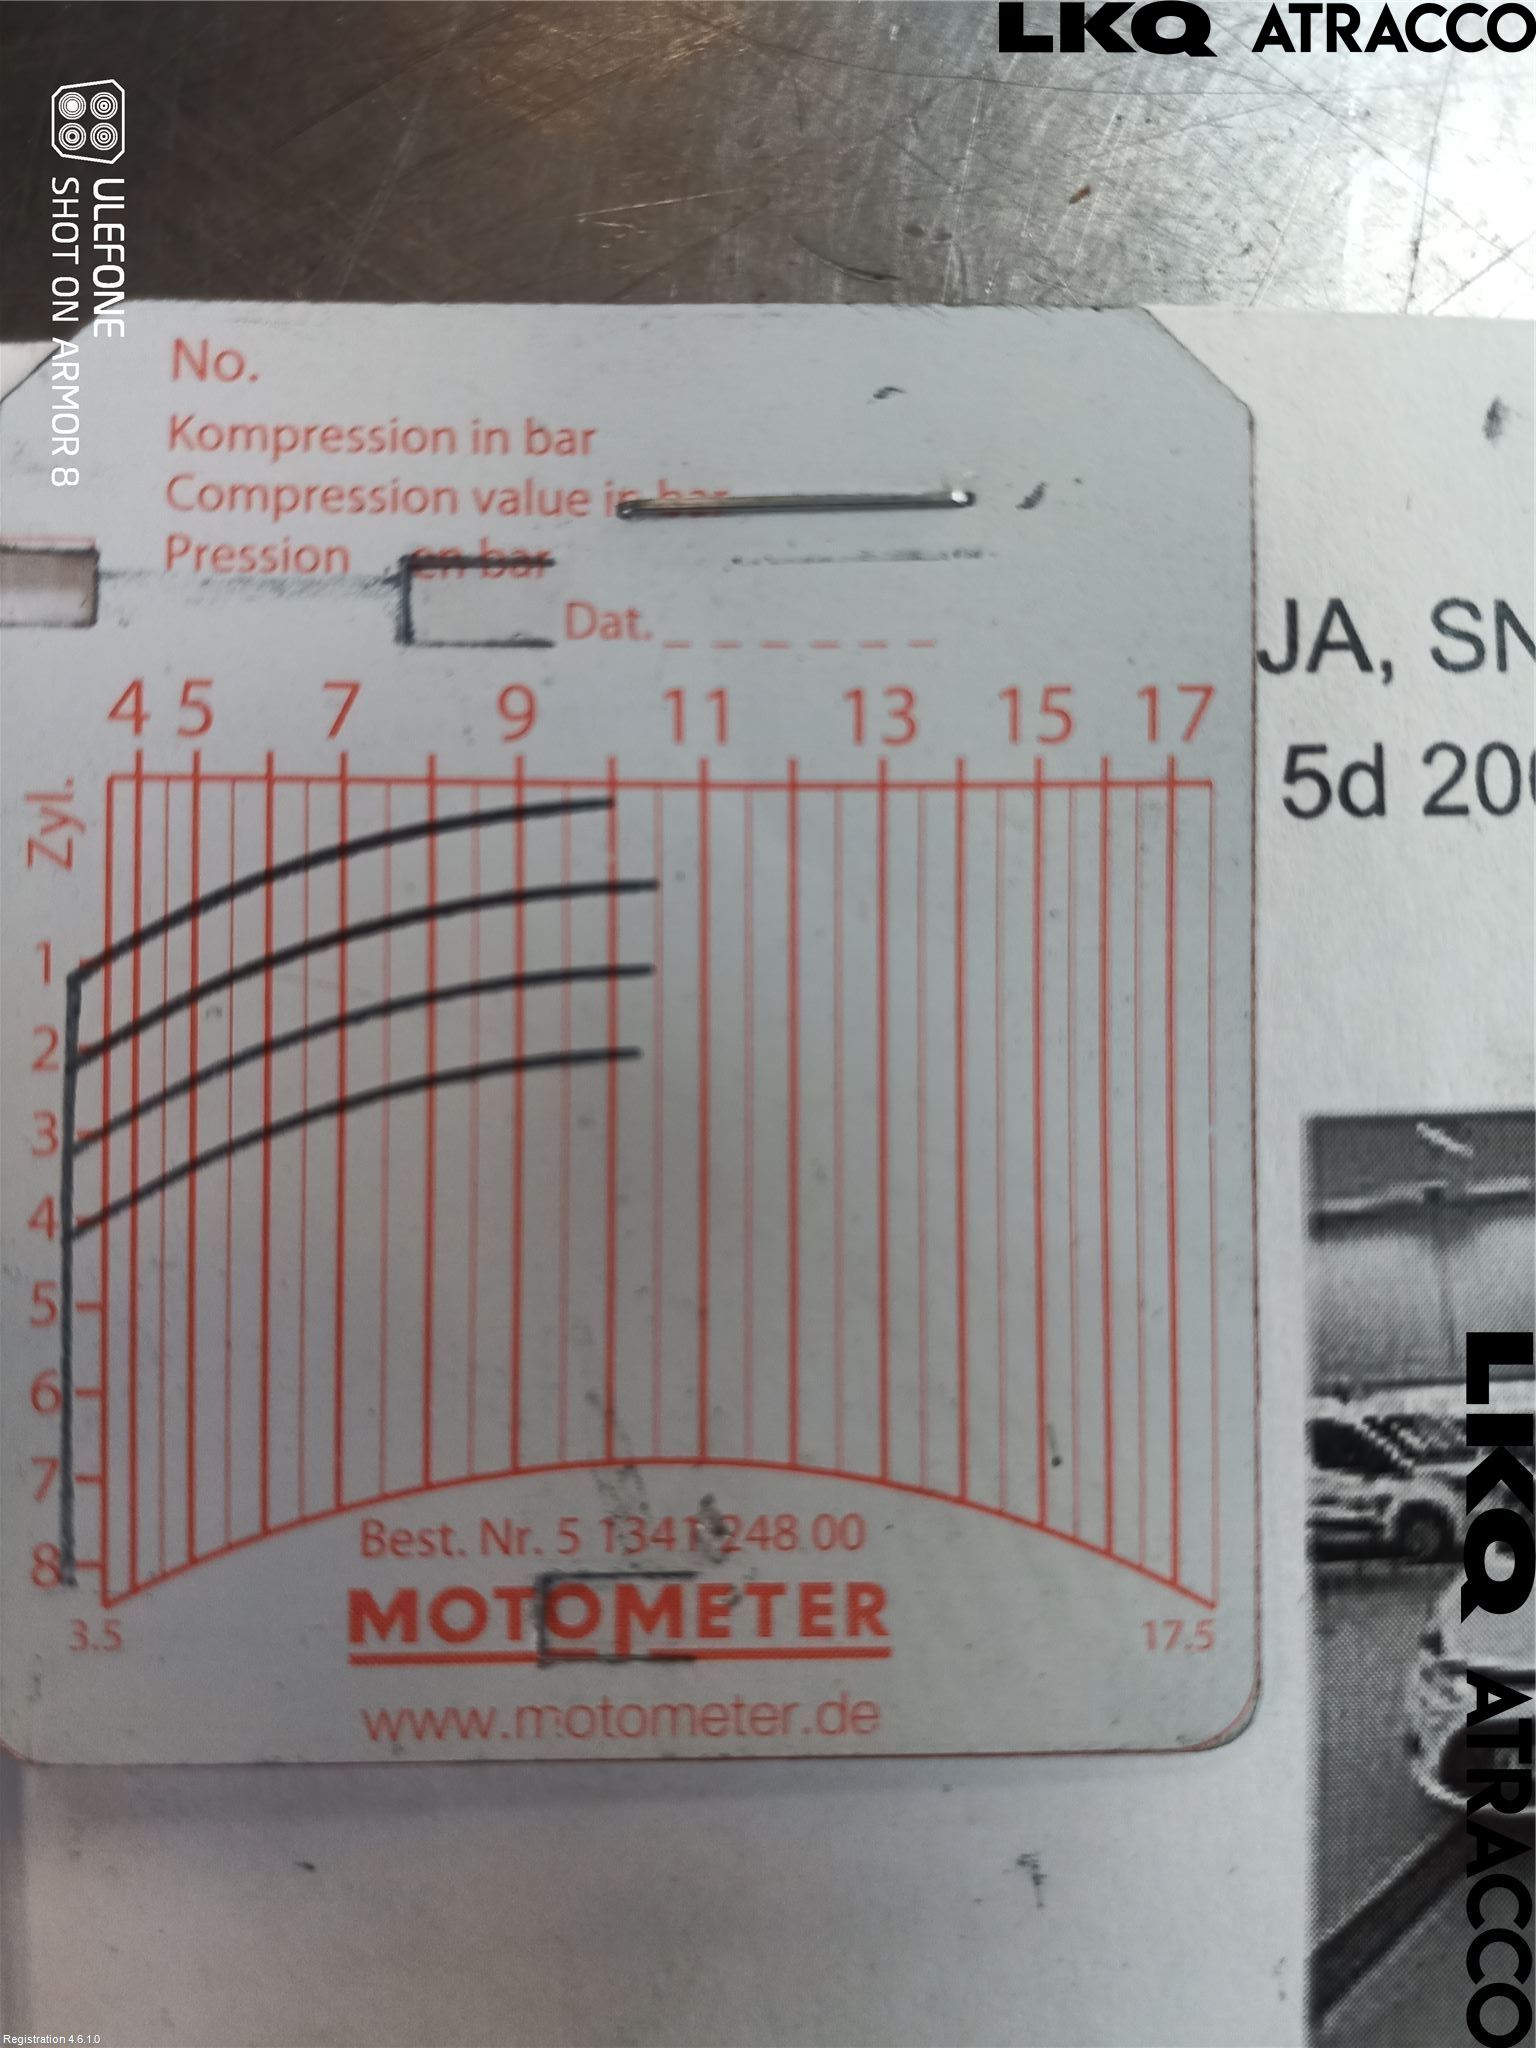 LKQ ATRACCO
ULEFONE
SHOT ON ARMOR 8
No.
Kompression in bar
Compression value in bar
Pression en bar
Dat.
4 5 7 9 11 13 15 17
Zyl.
1
2
3
4
5
6
7
8
3.5
17.5
Best. Nr. 5 1341 248 00
MOTOMETER
www.motometer.de
JA, SN
5d 200
LKQ ATRACCO
Registration 4.6.1.0